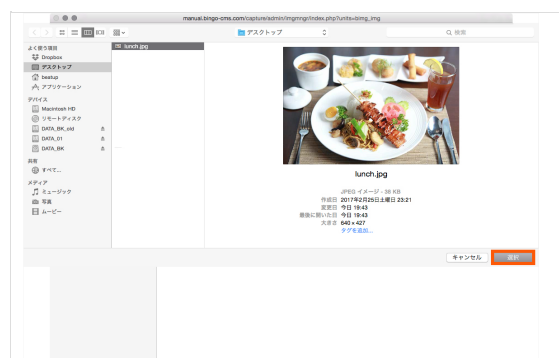 manual.bingo-cms.com/capture/admin/imgmngr/index.php?units=bimg_img
デスクトップ
検索
よく使う項目
Dropbox
デスクトップ
beatup
アプリケーション
デバイス
Macintosh HD
リモートディスク
DATA_BK_old
DATA_01
DATA_BK
共有
すべて...
メディア
ミュージック
写真
ムービー
lunch.jpg
lunch.jpg
JPEG イメージ - 38 KB
作成日 2017年2月25日土曜日 23:21
変更日 今日 19:43
最後に開いた日 今日 19:43
大きさ 640 × 427
タグを追加...
キャンセル
選択